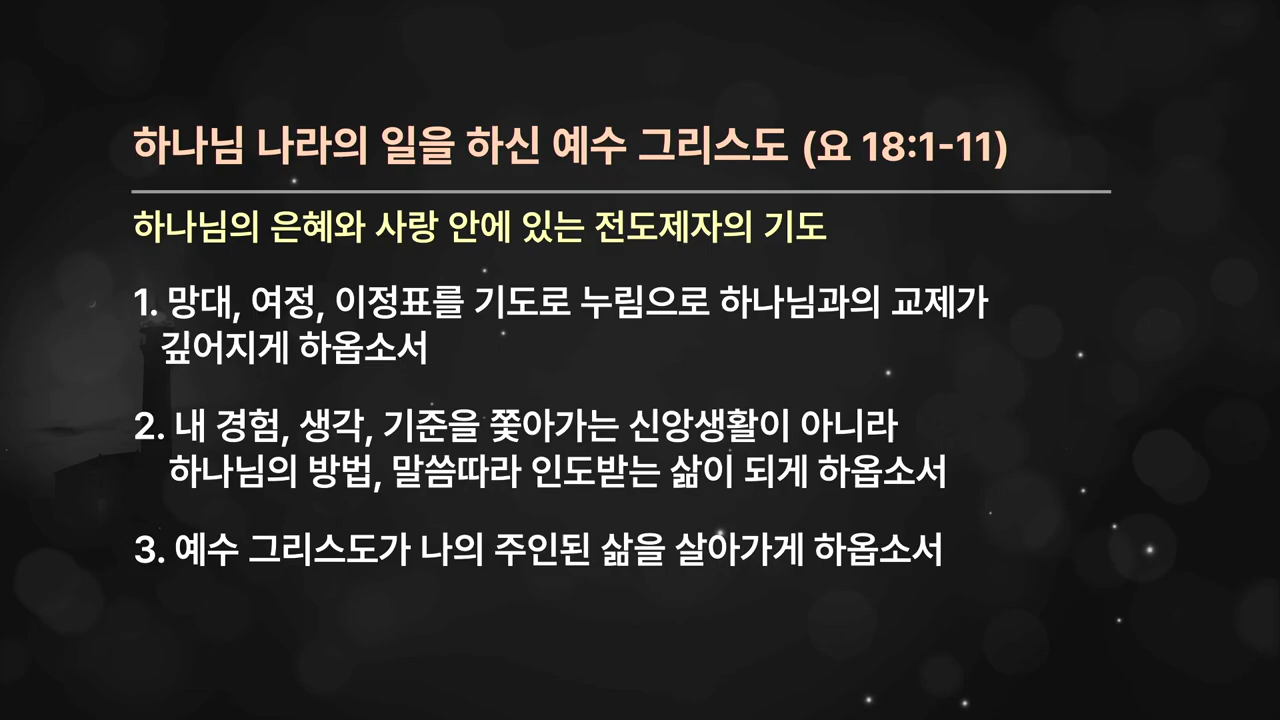 하나님 나라의 일을 하신 예수 그리스도 (요 18:1-11)
하나님의 은혜와 사랑 안에 있는 전도제자의 기도
1. 망대, 여정, 이정표를 기도로 누림으로 하나님과의 교제가
깊어지게 하옵소서
2. 내 경험, 생각, 기준을 쫓아가는 신앙생활이 아니라
하나님의 방법, 말씀따라 인도받는 삶이 되게 하옵소서
3. 예수 그리스도가 나의 주인된 삶을 살아가게 하옵소서